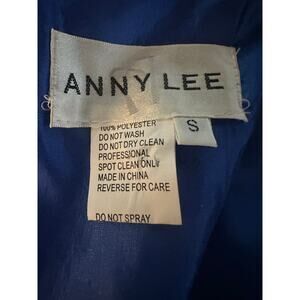 ANNY LEE
S
100% POLYESTER
DO NOT WASH
DO NOT DRY CLEAN
PROFESSIONAL
SPOT CLEAN ONLY
MADE IN CHINA
REVERSE FOR CARE
DO NOT SPRAY